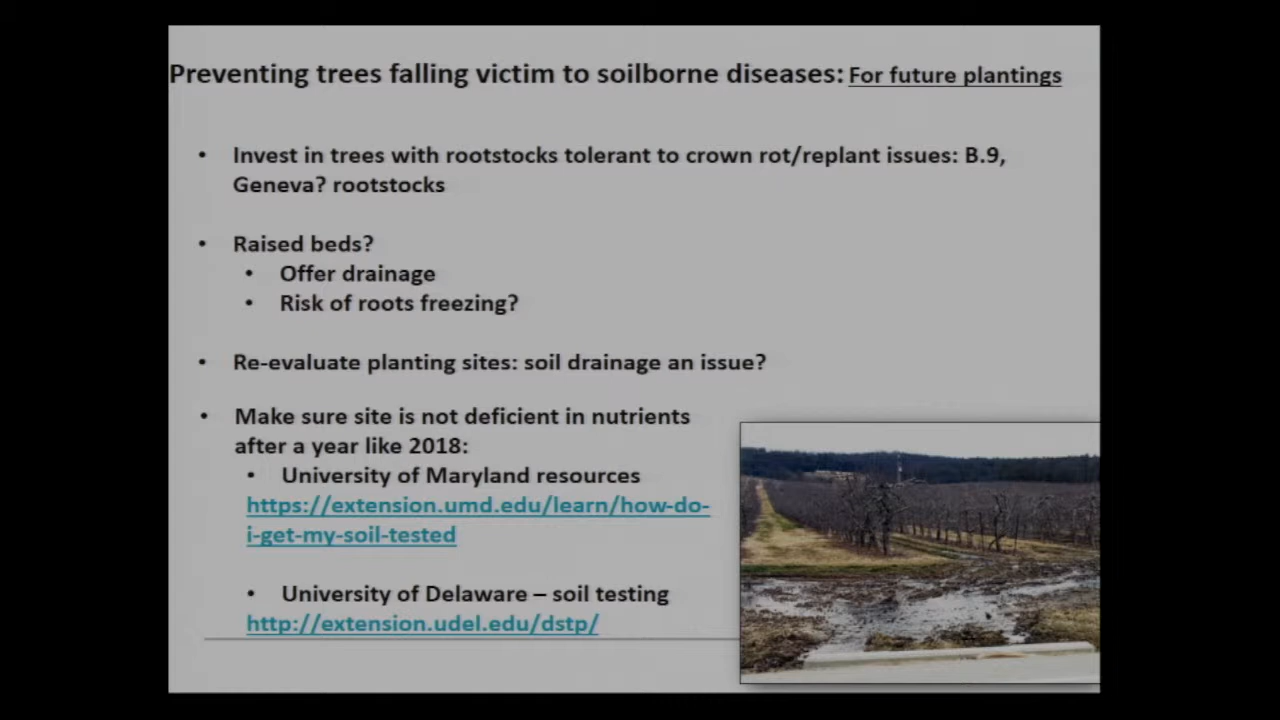 Preventing trees falling victim to soilborne diseases: For future plantings
• Invest in trees with rootstocks tolerant to crown rot/replant issues: B.9,
Geneva? rootstocks
• Raised beds?
• Offer drainage
• Risk of roots freezing?
• Re-evaluate planting sites: soil drainage an issue?
• Make sure site is not deficient in nutrients
after a year like 2018:
• University of Maryland resources
https://extension.umd.edu/learn/how-do-
i-get-my-soil-tested
• University of Delaware – soil testing
http://extension.udel.edu/dstp/